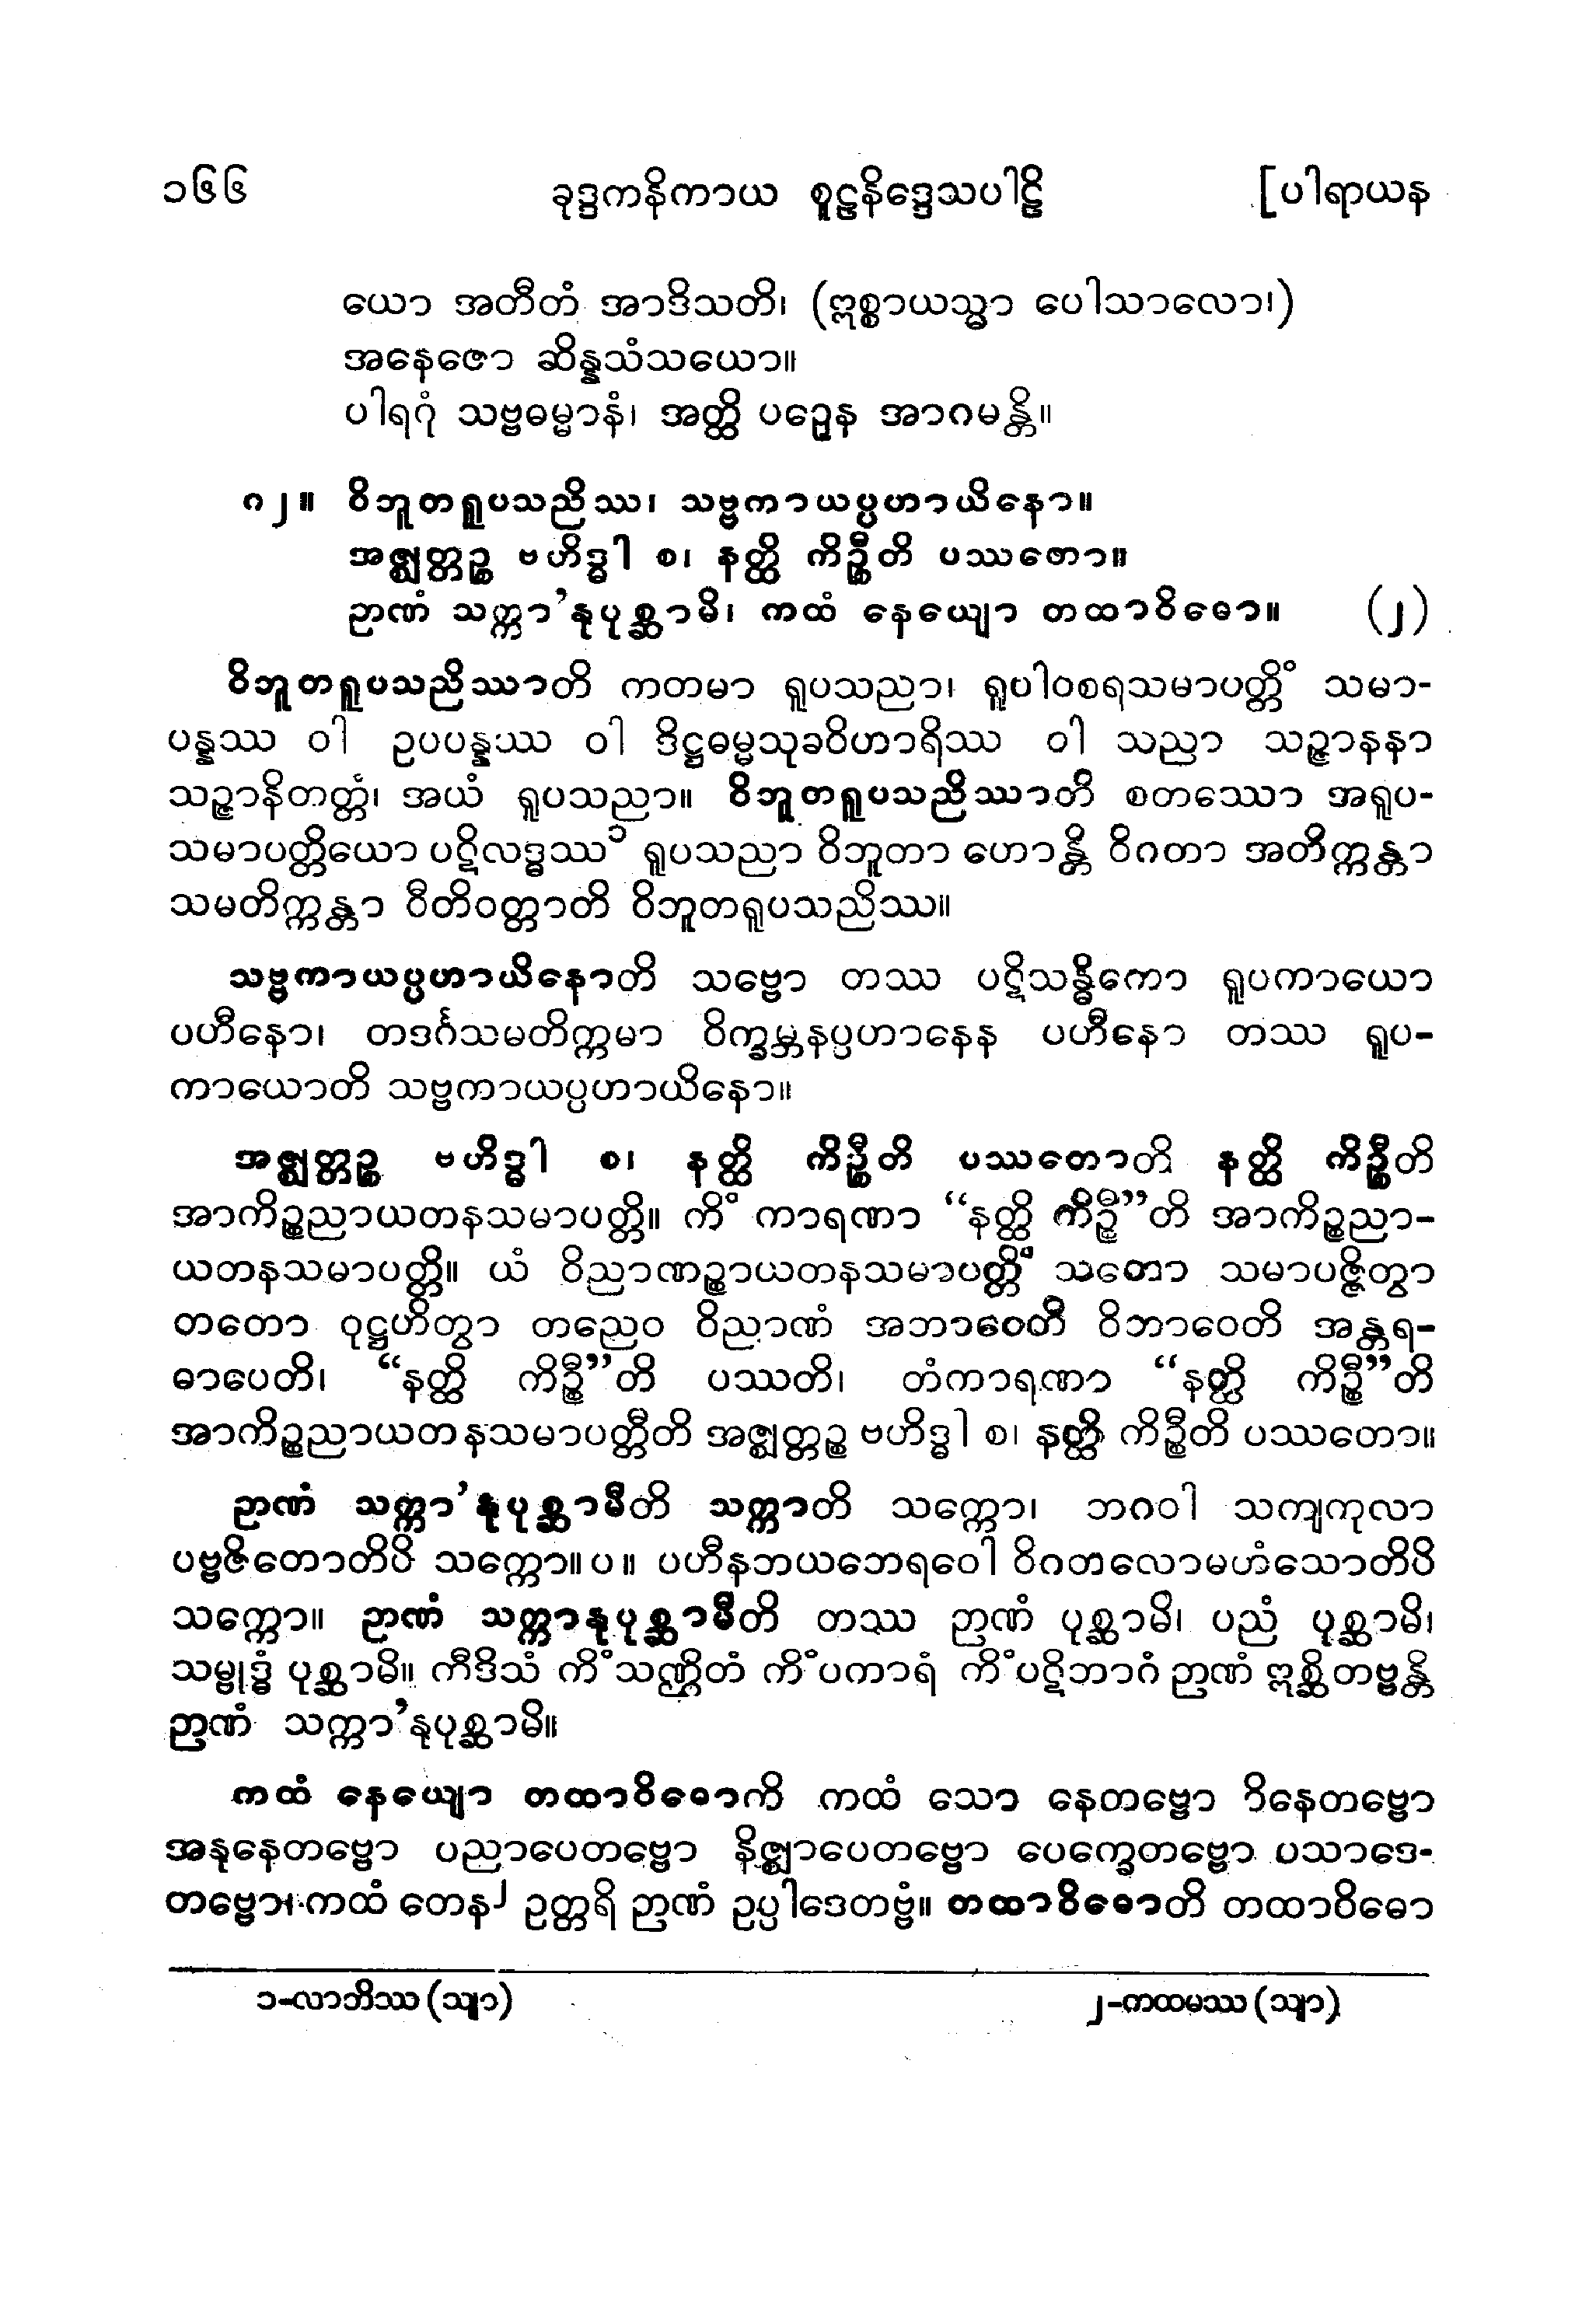 ၁၆၆ ခုဒ္ဒကနိကာယ စူဠနိဒ္ဒေသပါဠိ [ပါရာယန
ယော အတီတံ အာဒိသတိ၊ (ဣစ္စာယသ္မာ ပေါသာလော၊)
အနေဇော ဆိန္နသံသယော။
ပါရဂုံ သဗ္ဗဓမ္မာနံ၊ အတ္ထိ ပဉှေန အာဂမန္တိ။
၈၂။ ဝိဘူတရူပသညိဿ၊ သဗ္ဗကာယပ္ပဟာယိနော။
အဇ္ဈတ္တဉ္စ ဗဟိဒ္ဓါ စ၊ နတ္ထိ ကိဉ္စီတိ ပဿတော။
ဉာဏံ သက္ကာ’နုပုစ္ဆာမိ၊ ကထံ နေယျော တထာဝိဓော။ (၂)
ဝိဘူတရူပသညိဿာတိ ကတမာ ရူပသညာ၊ ရူပါဝစရသမာပတ္တိံ သမာ-
ပန္နဿ ဝါ ဥပပန္နဿ ဝါ ဒိဋ္ဌဓမ္မသုခဝိဟာရိဿ ဝါ သညာ သဉ္ဇာနနာ
သဉ္ဇာနိတတ္တံ၊ အယံ ရူပသညာ။ ဝိဘူတရူပသညိဿာတိ စတဿော အရူပ-
သမာပတ္တိယော ပဋိလဒ္ဓဿ၁ ရူပသညာ ဝိဘူတာ ဟောန္တိ ဝိဂတာ အတိက္ကန္တာ
သမတိက္ကန္တာ ဝီတိဝတ္တာတိ ဝိဘူတရူပသညိဿ။
သဗ္ဗကာယပ္ပဟာယိနောတိ သဗ္ဗော တဿ ပဋိသန္ဓိကော ရူပကာယော
ပဟီနော၊ တဒင်္ဂသမတိက္ကမာ ဝိက္ခမ္ဘနပ္ပဟာနေန ပဟီနော တဿ ရူပ-
ကာယောတိ သဗ္ဗကာယပ္ပဟာယိနော။
အဇ္ဈတ္တဉ္စ ဗဟိဒ္ဓါ စ၊ နတ္ထိ ကိဉ္စီတိ ပဿတောတိ နတ္ထိ ကိဉ္စီတိ
အာကိဉ္စညာယတနသမာပတ္တိ။ ကိံ ကာရဏာ “နတ္ထိ ကိဉ္စီ”တိ အာကိဉ္စညာ-
ယတနသမာပတ္တိ။ ယံ ဝိညာဏဉ္စာယတနသမာပတ္တိံ သတော သမာပဇ္ဇိတွာ
တတော ဝုဋ္ဌဟိတွာ တညေဝ ဝိညာဏံ အဘာဝေတိ ဝိဘာဝေတိ အန္တရ-
ဓာပေတိ၊ “နတ္ထိ ကိဉ္စီ”တိ ပဿတိ၊ တံကာရဏာ “နတ္ထိ ကိဉ္စီ”တိ
အာကိဉ္စညာယတနသမာပတ္တီတိ အဇ္ဈတ္တဉ္စ ဗဟိဒ္ဓါ စ၊ နတ္ထိ ကိဉ္စီတိ ပဿတော။
ဉာဏံ သက္ကာ’နုပုစ္ဆာမီတိ သက္ကာတိ သက္ကော၊ ဘဂဝါ သကျကုလာ
ပဗ္ဗဇိတောတိပိ သက္ကော။ပ။ ပဟီနဘယဘေရဝေါ ဝိဂတလောမဟံသောတိပိ
သက္ကော။ ဉာဏံ သက္ကာနုပုစ္ဆာမီတိ တဿ ဉာဏံ ပုစ္ဆာမိ၊ ပညံ ပုစ္ဆာမိ၊
သမ္ဗုဒ္ဓံ ပုစ္ဆာမိ။ ကီဒိသံ ကိံသဏ္ဌိတံ ကိံပကာရံ ကိံပဋိဘာဂံ ဉာဏံ ဣစ္ဆိတဗ္ဗန္တိ
ဉာဏံ သက္ကာ’နုပုစ္ဆာမိ။
ကထံ နေယျော တထာဝိဓောကိ ကထံ သော နေတဗ္ဗော ဝိနေတဗ္ဗော
အနုနေတဗ္ဗော ပညာပေတဗ္ဗော နိဇ္ဈာပေတဗ္ဗော ပေက္ခေတဗ္ဗော ပသာဒေ-
တဗ္ဗော၊ ကထံ တေန၂ ဥတ္တရိ ဉာဏံ ဥပ္ပါဒေတဗ္ဗံ။ တထာဝိဓောတိ တထာဝိဓော
၁-လာဘိဿ (သျာ) ၂-ကထမဿ (သျာ)